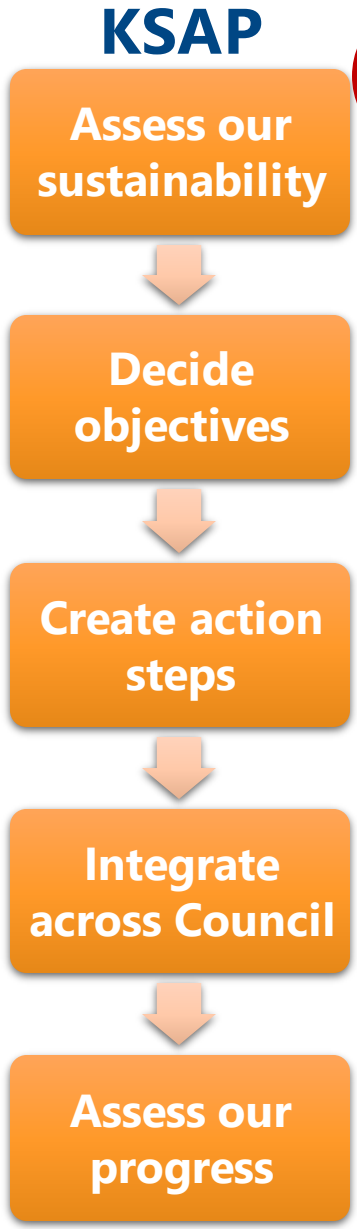 KSAP
Assess our
sustainability
Decide
objectives
Create action
steps
Integrate
across Council
Assess our
progress